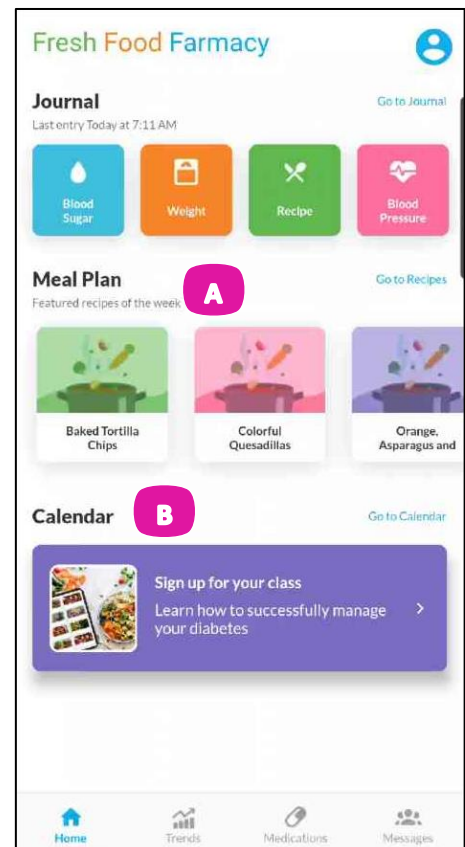 Fresh Food Farmacy
Journal
Go to Journal
Last entry Today at 7:11 AM
Blood
Sugar
Weight
Recipe
Blood
Pressure
Meal Plan
A
Go to Recipes
Featured recipes of the week
Baked Tortilla
Chips
Colorful
Quesadillas
Orange,
Asparagus and
Calendar
B
Go to Calendar
Sign up for your class
Learn how to successfully manage
your diabetes
Home
Trends
Medications
Messages